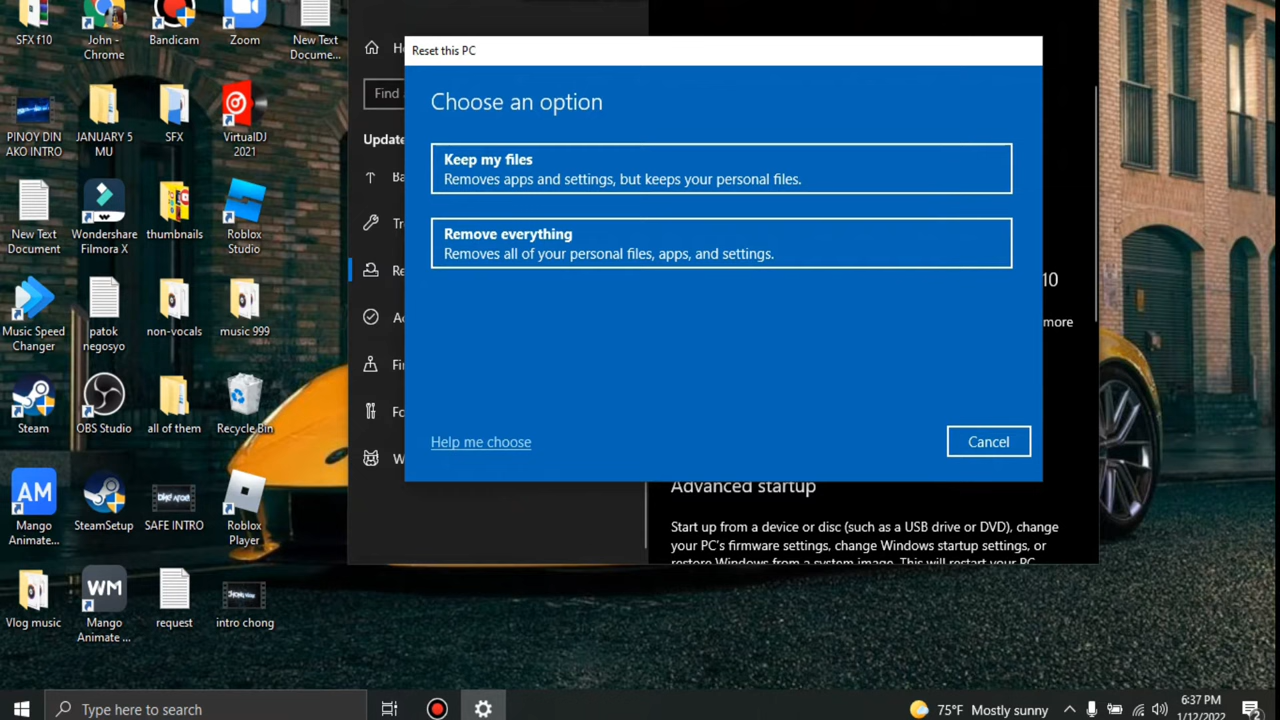 SFX f10
John -
Chrome
Bandicam
Zoom
New Text
Docume...
PINOY DIN
AKO INTRO
JANUARY 5
MU
SFX
VirtualDJ
2021
New Text
Document
Wondershare
Filmora X
thumbnails
Roblox
Studio
Music Speed
Changer
patok
negosyo
non-vocals
music 999
Steam
OBS Studio
all of them
Recycle Bin
AM
Mango
Animate...
SteamSetup
SAFE INTRO
Roblox
Player
Vlog music
WM
Mango
Animate ...
request
intro chong
Find
Update
Reset this PC
Choose an option
Keep my files
Removes apps and settings, but keeps your personal files.
Remove everything
Removes all of your personal files, apps, and settings.
Help me choose
Cancel
10
more
Advanced startup
Start up from a device or disc (such as a USB drive or DVD), change
your PC's firmware settings, change Windows startup settings, or
restore Windows from a system image. This will restart your PC.
Type here to search
75°F Mostly sunny
6:37 PM
1/12/2022
2